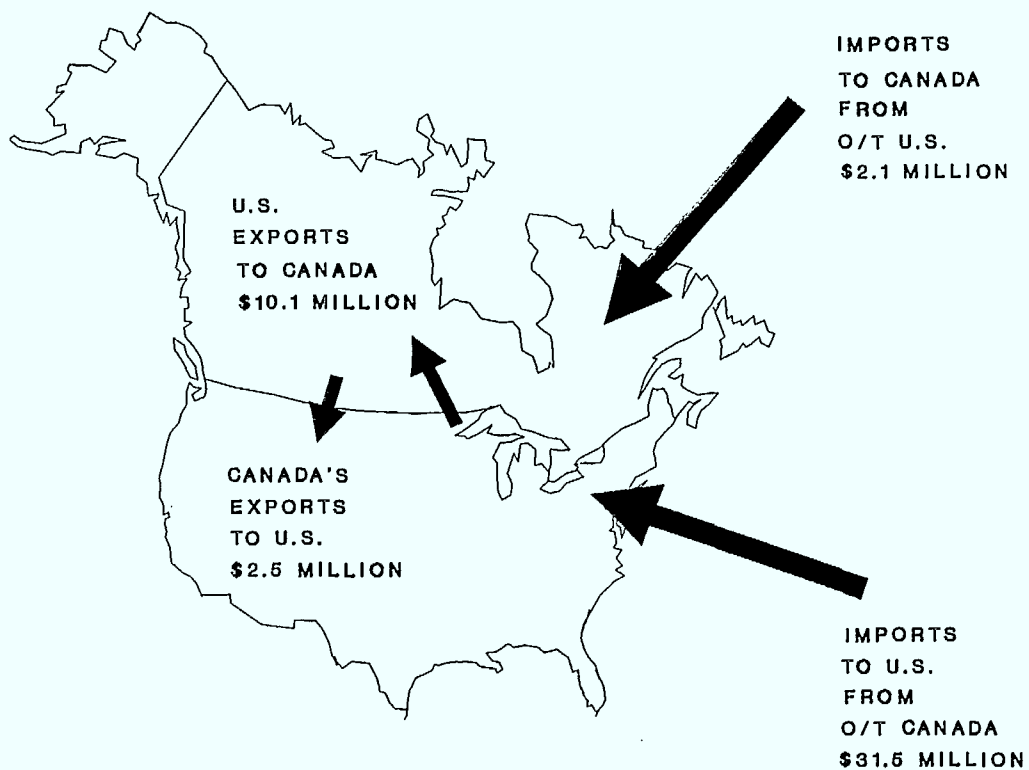 IMPORTS
TO CANADA
FROM
O/T U.S.
$2.1 MILLION
U.S.
EXPORTS
TO CANADA
$10.1 MILLION
CANADA'S
EXPORTS
TO U.S.
$2.5 MILLION
IMPORTS
TO U.S.
FROM
O/T CANADA
$31.5 MILLION